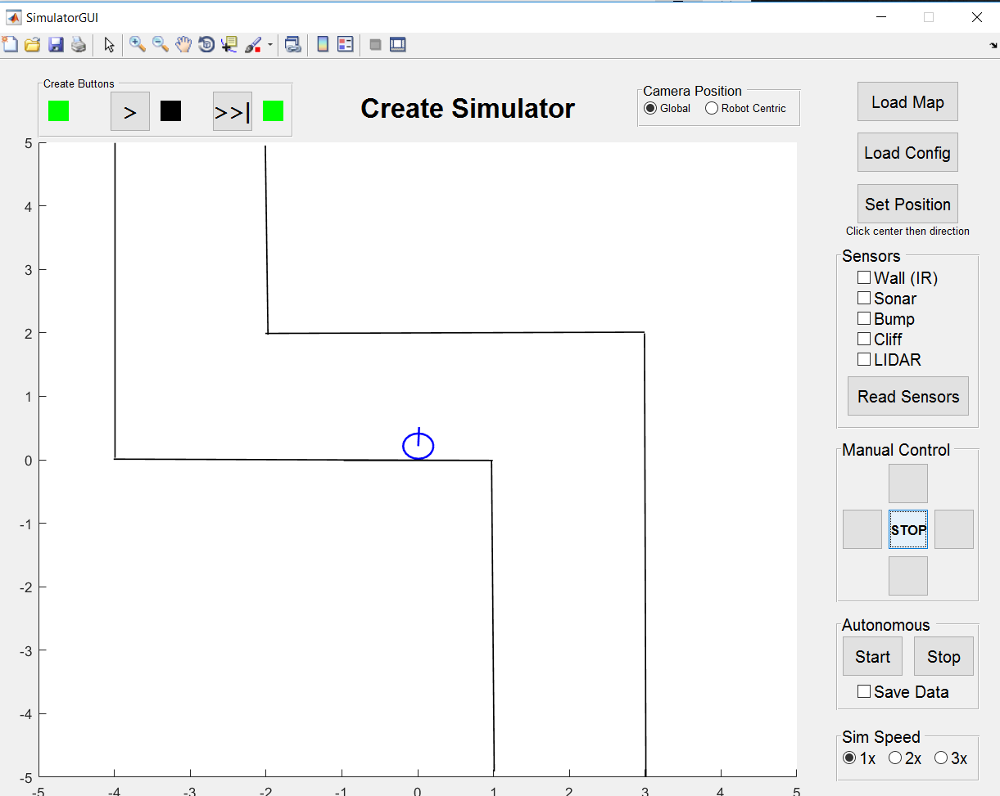 SimulatorGUI
Create Buttons
>
>>|
Create Simulator
Camera Position
Global
Robot Centric
Load Map
Load Config
Set Position
Click center then direction
Sensors
Wall (IR)
Sonar
Bump
Cliff
LIDAR
Read Sensors
Manual Control
STOP
Autonomous
Start
Stop
Save Data
Sim Speed
1x 2x 3x
5
4
3
2
1
0
-1
-2
-3
-4
-5
-5 -4 -3 -2 -1 0 1 2 3 4 5